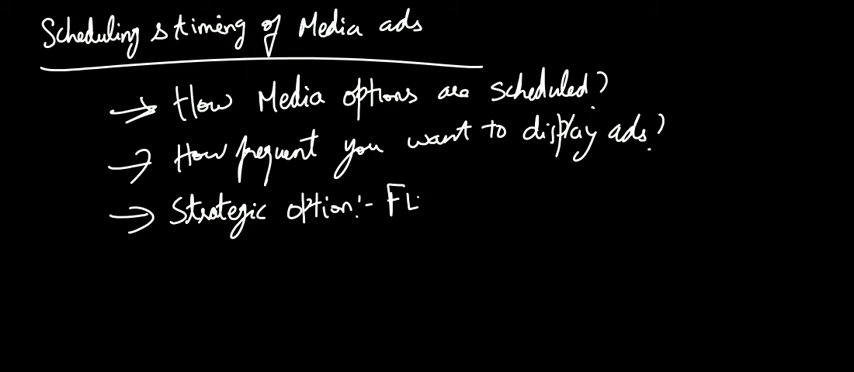 Scheduling & timing of Media ads
→ How Media options are scheduled?
→ How frequent you want to display ads?
→ Strategic option:- FL